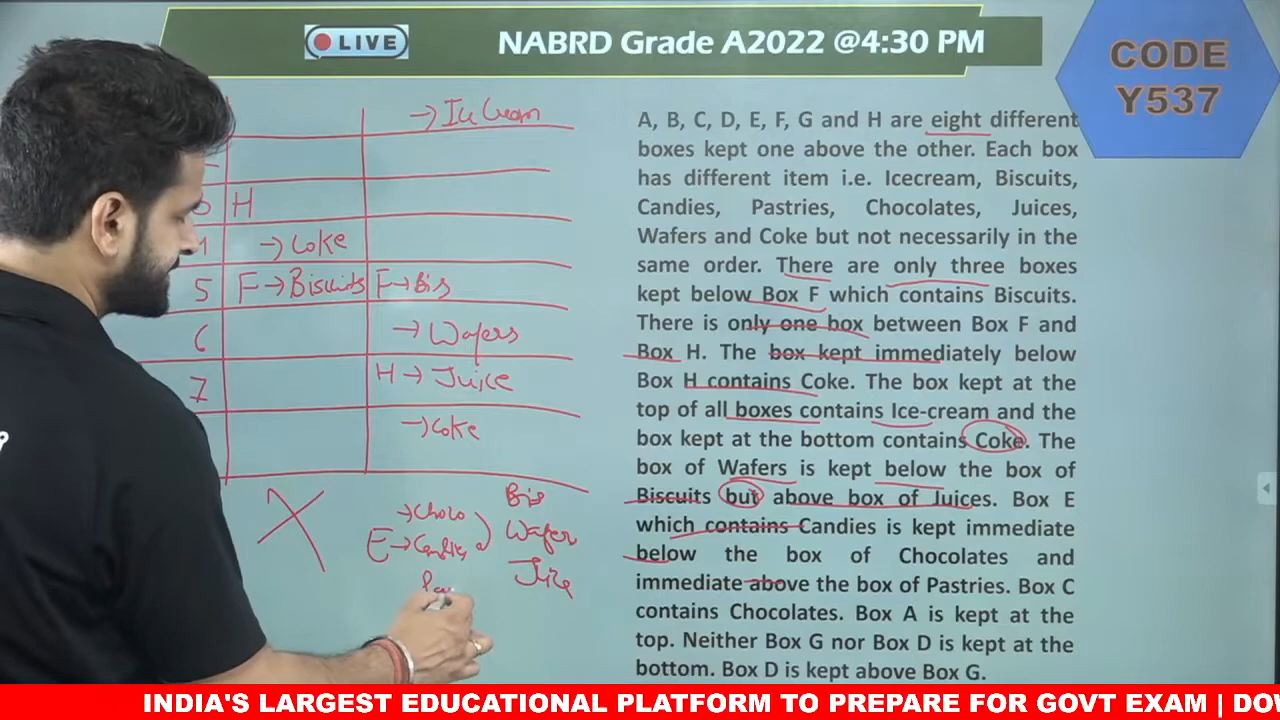 LIVE
NABRD Grade A2022 @4:30 PM
CODE
Y537
→ Ice Cream
H
→ Coke
5 F → Biscuits F → Bis
6 → Wafers
7 H → Juice
→ Coke
→ Choco
E → Candies
Bis
Wafer
Juice
A, B, C, D, E, F, G and H are eight different
boxes kept one above the other. Each box
has different item i.e. Icecream, Biscuits,
Candies, Pastries, Chocolates, Juices,
Wafers and Coke but not necessarily in the
same order. There are only three boxes
kept below Box F which contains Biscuits.
There is only one box between Box F and
Box H. The box kept immediately below
Box H contains Coke. The box kept at the
top of all boxes contains Ice-cream and the
box kept at the bottom contains Coke. The
box of Wafers is kept below the box of
Biscuits but above box of Juices. Box E
which contains Candies is kept immediate
below the box of Chocolates and
immediate above the box of Pastries. Box C
contains Chocolates. Box A is kept at the
top. Neither Box G nor Box D is kept at the
bottom. Box D is kept above Box G.
INDIA'S LARGEST EDUCATIONAL PLATFORM TO PREPARE FOR GOVT EXAM |